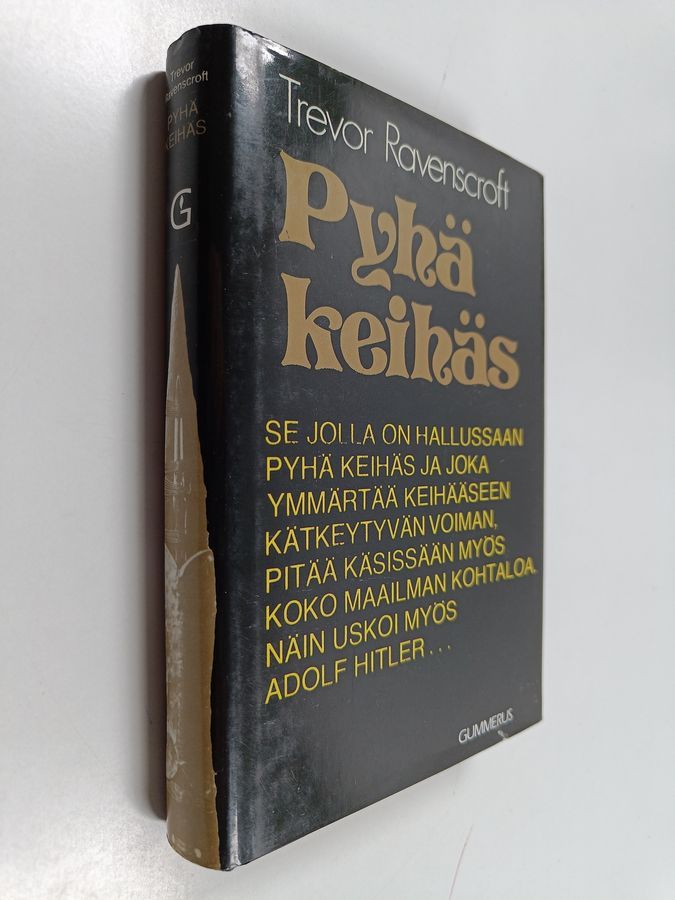 Trevor
Ravenscroft
PYHÄ
KEIHÄS
G
Trevor Ravenscroft
Pyhä
keihäs
SE JOLLA ON HALLUSSAAN
PYHÄ KEIHÄS JA JOKA
YMMÄRTÄÄ KEIHÄÄSEEN
KÄTKEYTYVÄN VOIMAN,
PITÄÄ KÄSISSÄÄN MYÖS
KOKO MAAILMAN KOHTALOA.
NÄIN USKOI MYÖS
ADOLF HITLER...
GUMMERUS